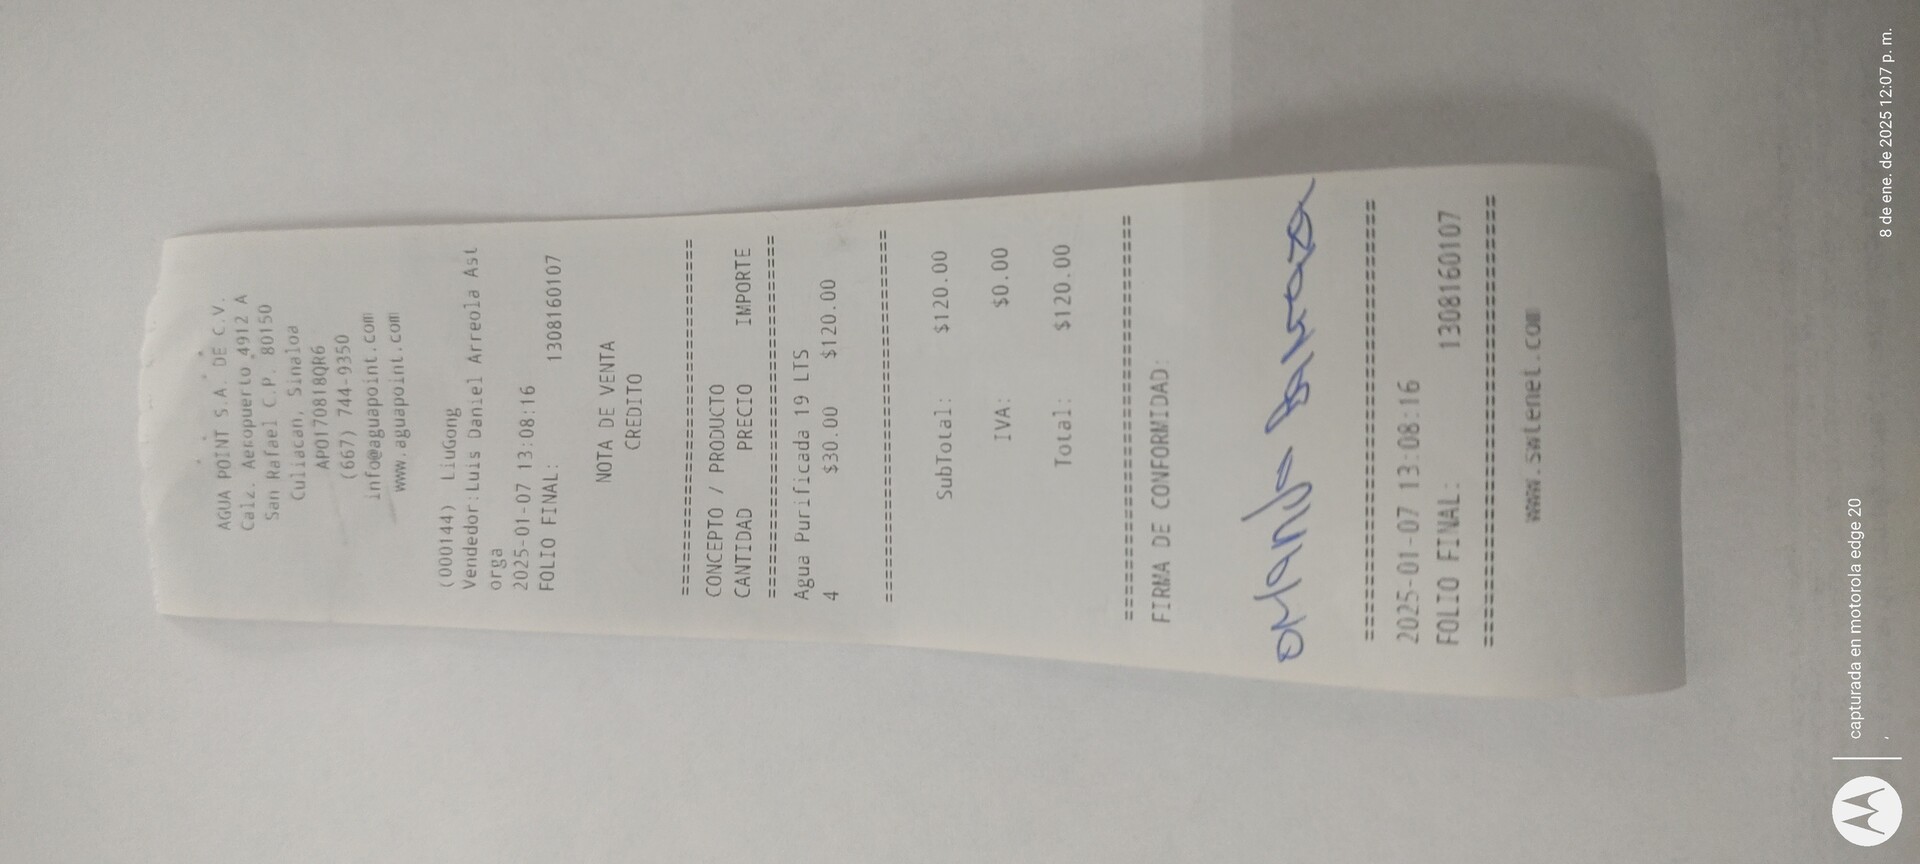 AGUA POINT S.A. DE C.V.
Calz. Aeropuerto 4912 A
San Rafael C.P. 80150
Culiacan, Sinaloa
APO170818QR6
(667) 744-9350
info@aguapoint.com
www.aguapoint.com
(000144) LiuGong
Vendedor:Luis Daniel Arreola Ast
orga
2025-01-07 13:08:16
FOLIO FINAL: 1308160107
NOTA DE VENTA
CREDITO
================================
CONCEPTO / PRODUCTO
CANTIDAD PRECIO IMPORTE
================================
Agua Purificada 19 LTS
4 $30.00 $120.00
================================
SubTotal: $120.00
IVA: $0.00
Total: $120.00
================================
FIRMA DE CONFORMIDAD:
================================
2025-01-07 13:08:16
FOLIO FINAL: 1308160107
================================
www.swtenet.com
capturada en motorola edge 20
8 de ene. de 2025 12:07 p. m.